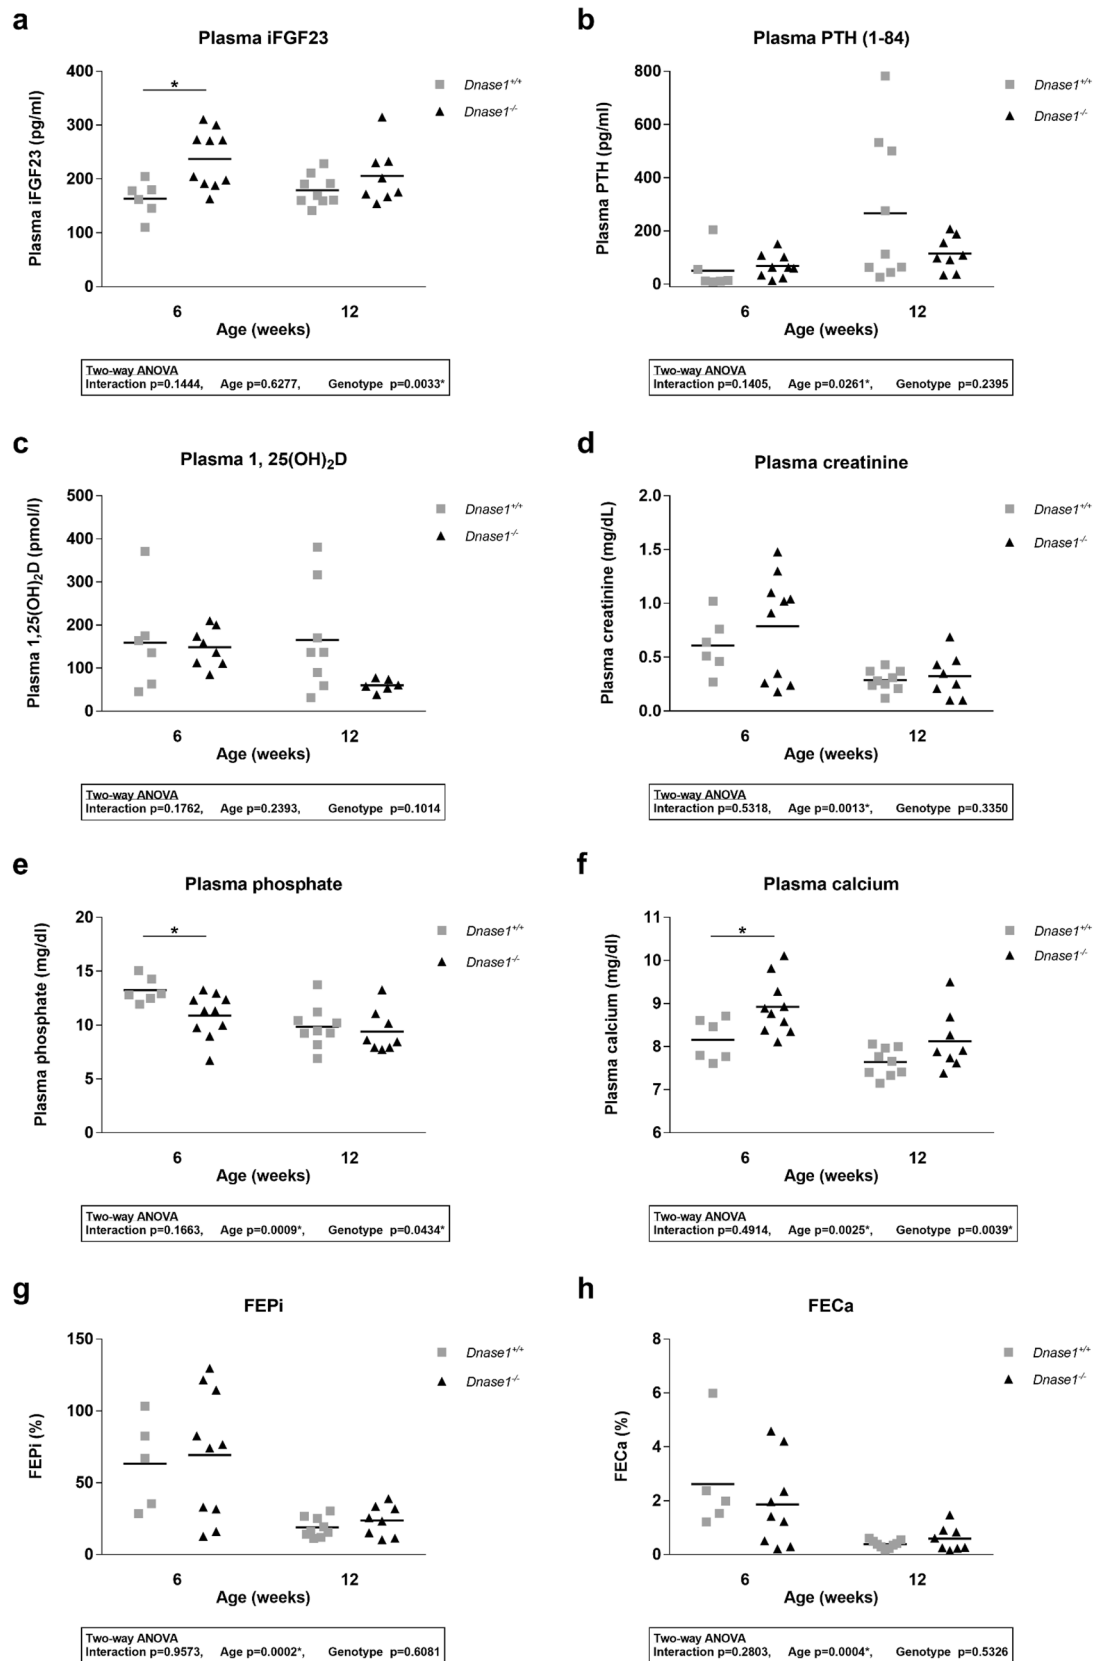 a
Plasma iFGF23
Plasma iFGF23 (pg/ml)
400
300
200
100
0
*
Dnase1+/+
Dnase1-/-
6
12
Age (weeks)
Two-way ANOVA
Interaction p=0.1444, Age p=0.6277, Genotype p=0.0033*
b
Plasma PTH (1-84)
Plasma PTH (pg/ml)
800
600
400
200
0
Dnase1+/+
Dnase1-/-
6
12
Age (weeks)
Two-way ANOVA
Interaction p=0.1405, Age p=0.0261*, Genotype p=0.2395
c
Plasma 1, 25(OH)2D
Plasma 1,25(OH)2D (pmol/l)
500
400
300
200
100
0
Dnase1+/+
Dnase1-/-
6
12
Age (weeks)
Two-way ANOVA
Interaction p=0.1762, Age p=0.2393, Genotype p=0.1014
d
Plasma creatinine
Plasma creatinine (mg/dL)
2.0
1.5
1.0
0.5
0.0
Dnase1+/+
Dnase1-/-
6
12
Age (weeks)
Two-way ANOVA
Interaction p=0.5318, Age p=0.0013*, Genotype p=0.3350
e
Plasma phosphate
Plasma phosphate (mg/dl)
20
15
10
5
0
*
Dnase1+/+
Dnase1-/-
6
12
Age (weeks)
Two-way ANOVA
Interaction p=0.1663, Age p=0.0009*, Genotype p=0.0434*
f
Plasma calcium
Plasma calcium (mg/dl)
11
10
9
8
7
6
*
Dnase1+/+
Dnase1-/-
6
12
Age (weeks)
Two-way ANOVA
Interaction p=0.4914, Age p=0.0025*, Genotype p=0.0039*
g
FEPi
FEPi (%)
150
100
50
0
Dnase1+/+
Dnase1-/-
6
12
Age (weeks)
Two-way ANOVA
Interaction p=0.9573, Age p=0.0002*, Genotype p=0.6081
h
FECa
FECa (%)
8
6
4
2
0
Dnase1+/+
Dnase1-/-
6
12
Age (weeks)
Two-way ANOVA
Interaction p=0.2803, Age p=0.0004*, Genotype p=0.5326